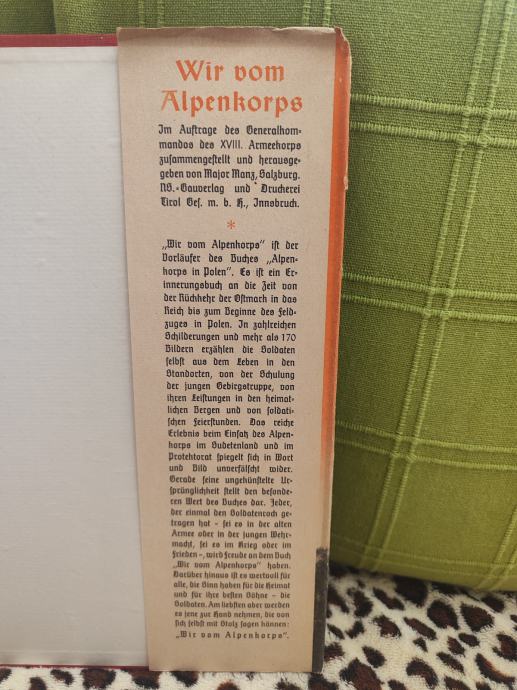 Wir vom
Alpenkorps
Im Auftrage des Generalkom-
mandos des XVIII. Armeekorps
zusammengestellt und herausge-
geben von Major Manz, Salzburg.
NS.-Gauverlag und Druckerei
Tirol Ges. m. b. H., Innsbruck.
*
„Wir vom Alpenkorps" ist der
Vorläufer des Buches „Alpen-
korps in Polen". Es ist ein Er-
innerungsbuch an die Zeit von
der Rückkehr der Ostmark in das
Reich bis zum Beginne des Feld-
zuges in Polen. In zahlreichen
Schilderungen und mehr als 170
Bildern erzählen die Soldaten
selbst aus dem Leben in den
Standorten, von der Schulung
der jungen Gebirgstruppe, von
ihren Leistungen in den heimat-
lichen Bergen und von soldati-
schen Feierstunden. Das reiche
Erlebnis beim Einsatz des Alpen-
korps im Sudetenland und im
Protektorat spiegelt sich in Wort
und Bild unverfälscht wider.
Gerade seine ungekünstelte Ur-
sprünglichkeit stellt den besonde-
ren Wert des Buches dar. Jeder,
der einmal den Soldatenrock ge-
tragen hat - sei es in der alten
Armee oder in der jungen Wehr-
macht, sei es im Krieg oder im
Frieden -, wird Freude an dem Buch
„Wir vom Alpenkorps" haben.
Darüber hinaus ist es wertvoll für
alle, die Sinn haben für die Heimat
und für ihre besten Söhne - die
Soldaten. Am liebsten aber werden
es jene zur Hand nehmen, die von
sich selbst mit Stolz sagen können:
„Wir vom Alpenkorps".